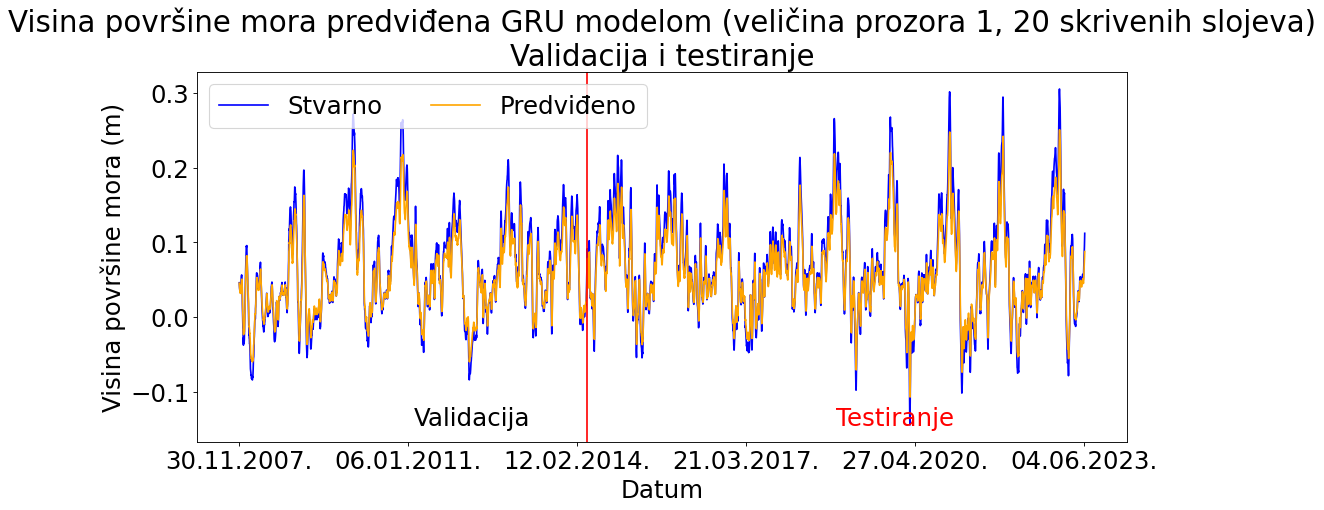 Visina površine mora predviđena GRU modelom (veličina prozora 1, 20 skrivenih slojeva)
Validacija i testiranje
Stvarno
Predviđeno
Visina površine mora (m)
0.3
0.2
0.1
0.0
−0.1
Validacija
Testiranje
30.11.2007.
06.01.2011.
12.02.2014.
21.03.2017.
27.04.2020.
04.06.2023.
Datum